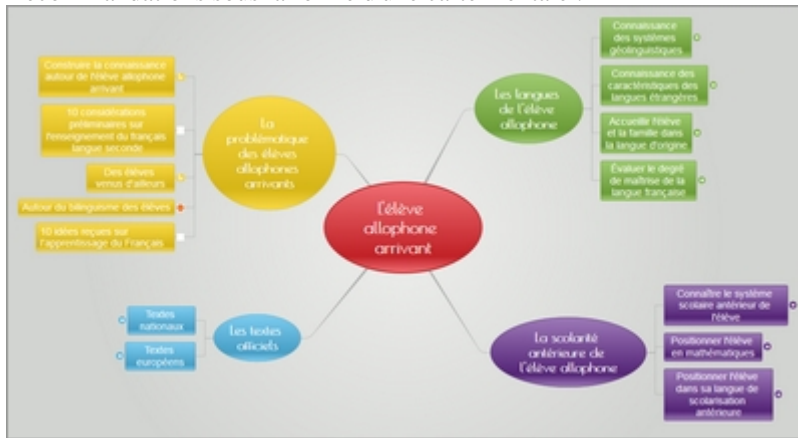 Construire la connaissance
autour de l'élève allophone
arrivant
10 considérations
préliminaires sur
l'enseignement du français
langue seconde
Des élèves
venus d'ailleurs
Autour du bilinguisme des élèves
10 idées reçues sur
l'apprentissage du Français
La
problématique
des élèves
allophones
arrivants
Les langues
de l'élève
allophone
Connaissance
des systèmes
géolinguistiques
Connaissance des
caractéristiques des
langues étrangères
Accueillir l'élève
et la famille dans
la langue d'origine
Évaluer le degré
de maîtrise de la
langue française
l'élève
allophone
arrivant
Textes
nationaux
Textes
européens
Les textes
officiels
La scolarité
antérieure de
l'élève allophone
Connaître le système
scolaire antérieur de
l'élève
Positionner l'élève
en mathématiques
Positionner l'élève
dans sa langue de
scolarisation
antérieure